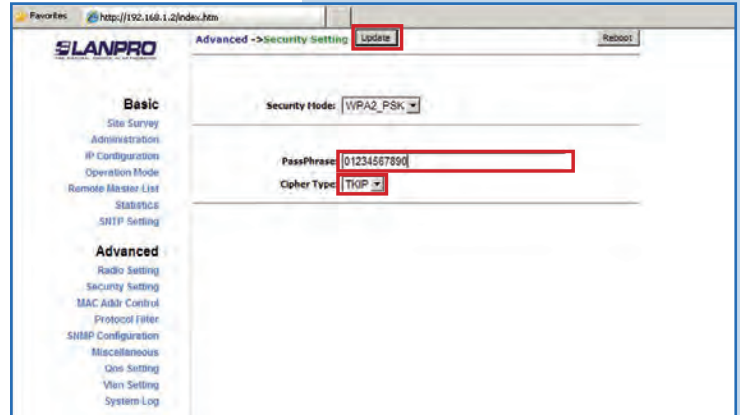 Favorites http://192.168.1.2/index.htm
LANPRO
Advanced ->Security Setting Update Reboot
Basic
Site Survey
Administration
IP Configuration
Operation Mode
Remote Master List
Statistics
SNTP Setting
Advanced
Radio Setting
Security Setting
MAC Addr Control
Protocol Filter
SNMP Configuration
Miscellaneous
Qos Setting
Vlan Setting
System Log
Security Mode: WPA2_PSK
PassPhrase: 01234567890
Cipher Type: TKIP